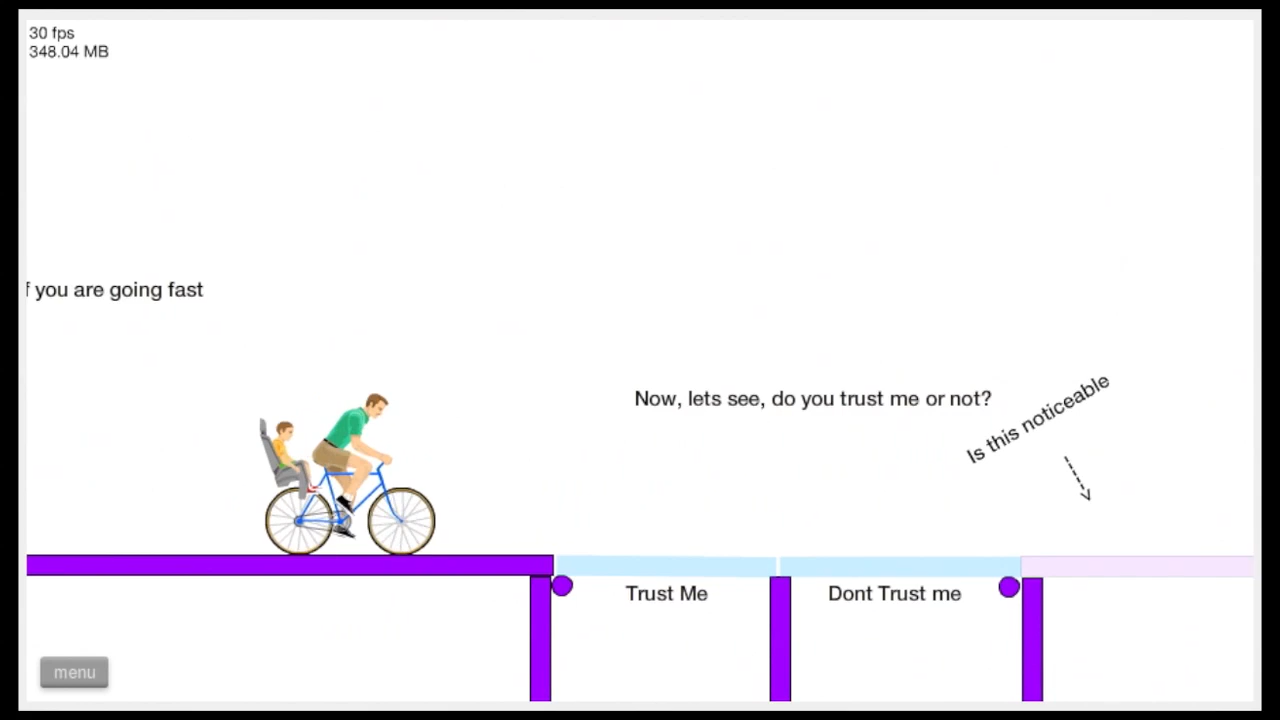 30 fps
348.04 MB
f you are going fast
Now, lets see, do you trust me or not?
Is this noticeable
Trust Me
Dont Trust me
menu